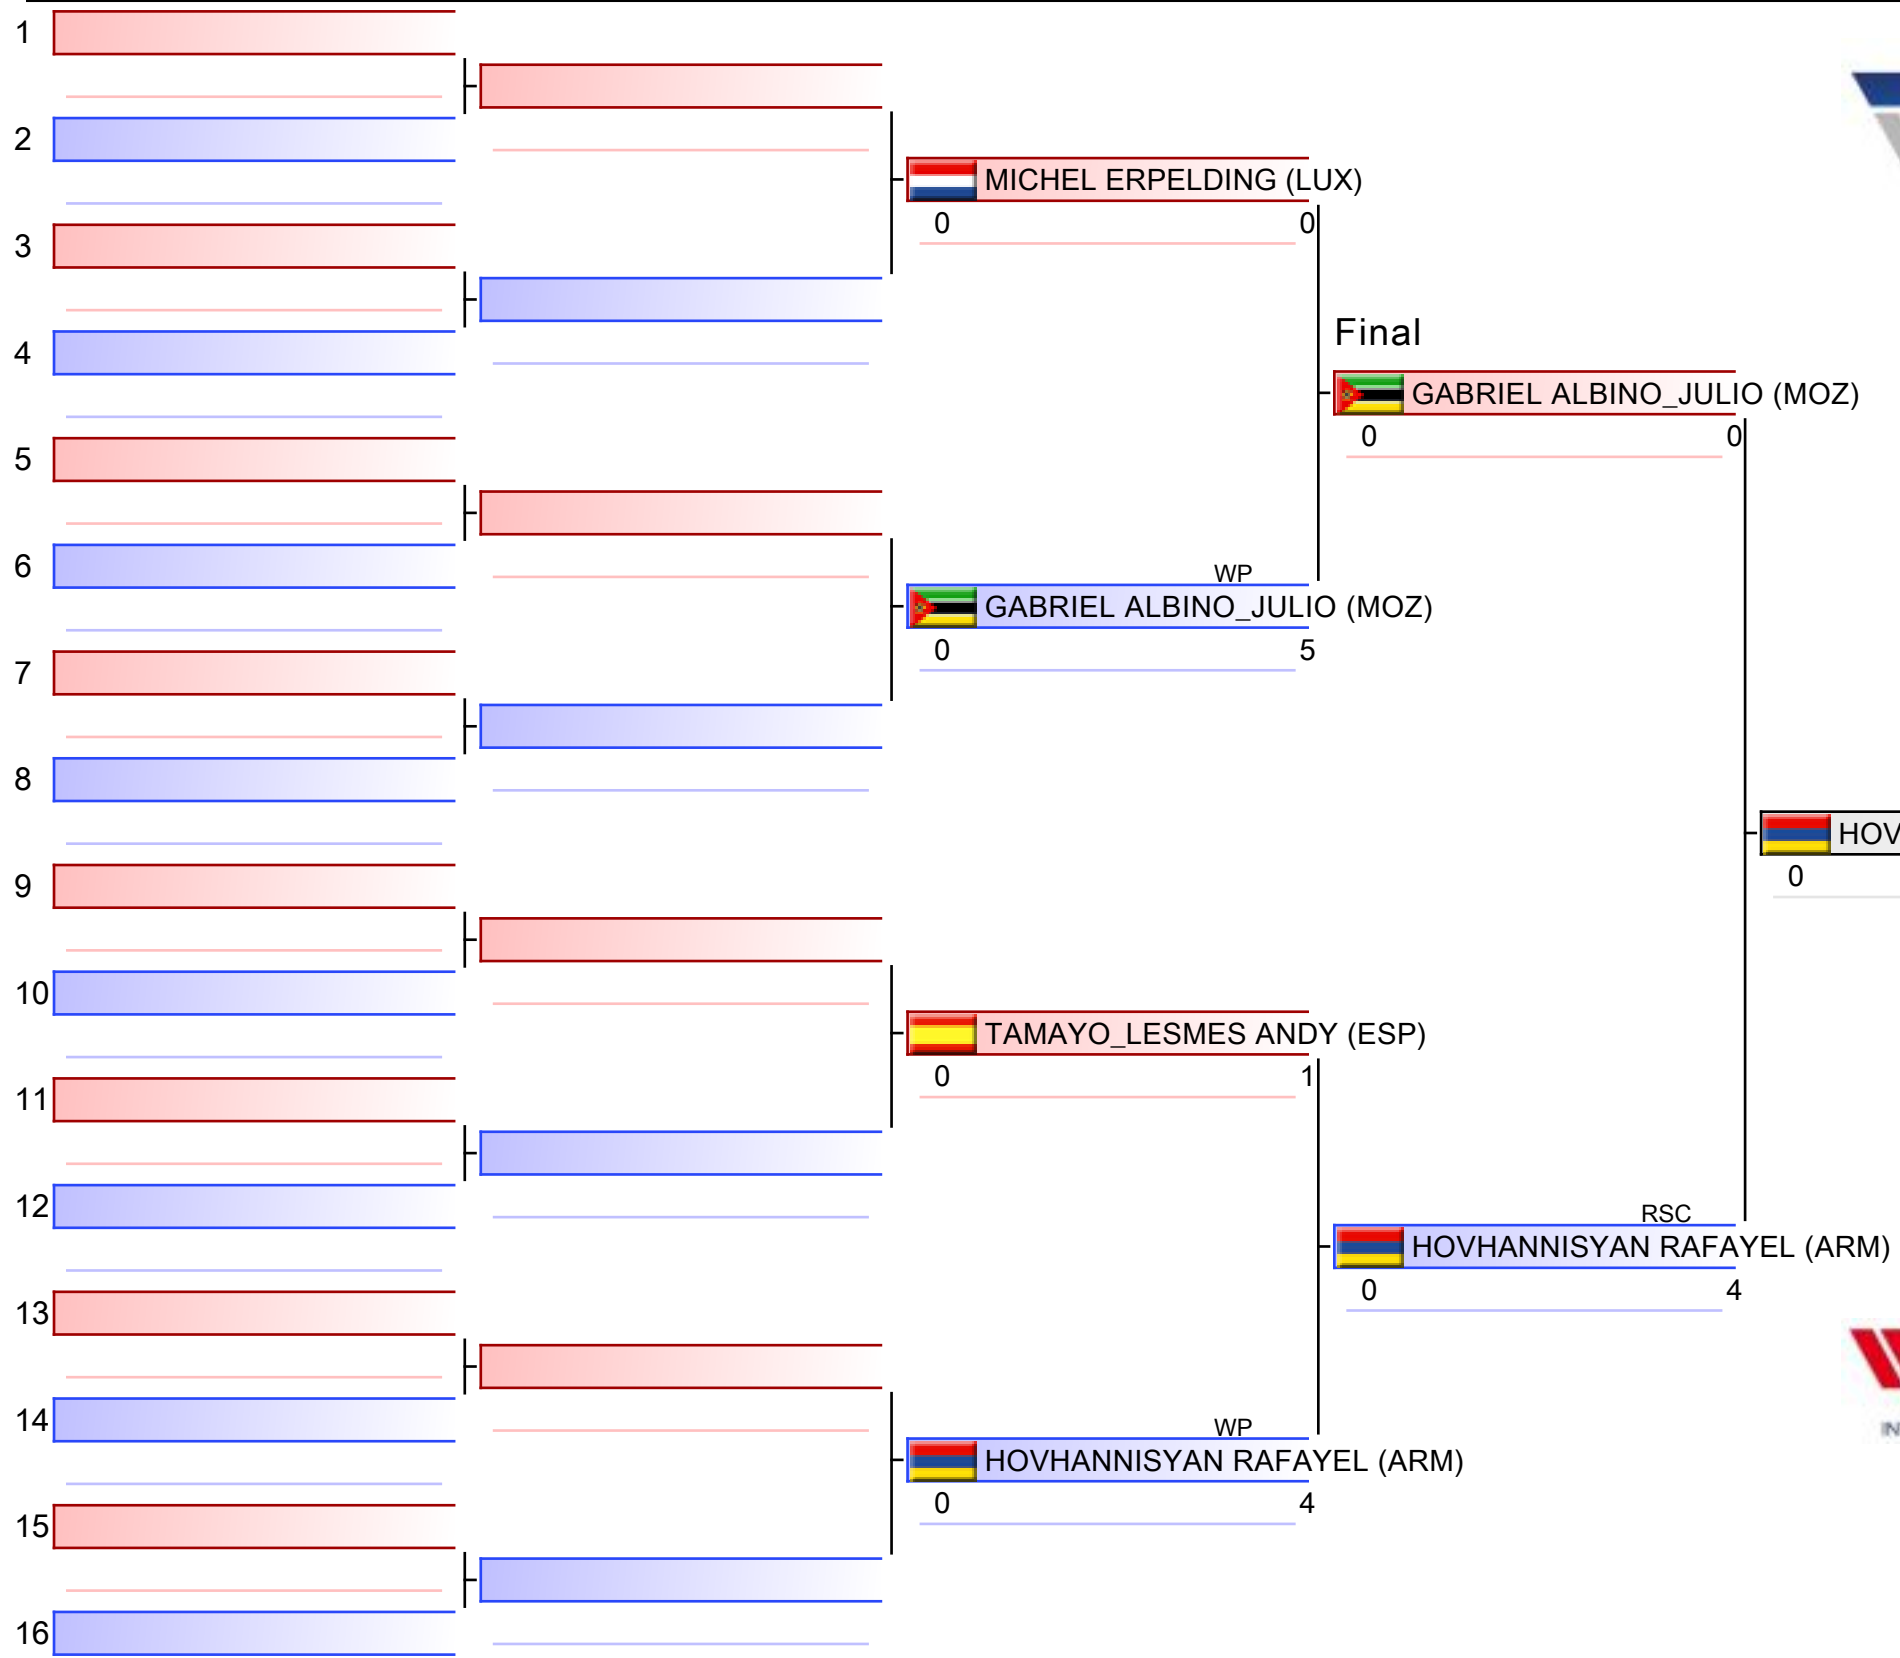 1
2
MICHEL ERPELDING (LUX)
0 0
3
Final
4
GABRIEL ALBINO_JULIO (MOZ)
0 0
5
6
WP
GABRIEL ALBINO_JULIO (MOZ)
0 5
7
8
HOV
0
9
10
TAMAYO_LESMES ANDY (ESP)
0 1
11
12
RSC
HOVHANNISYAN RAFAYEL (ARM)
0 4
13
14
WP
HOVHANNISYAN RAFAYEL (ARM)
0 4
15
16